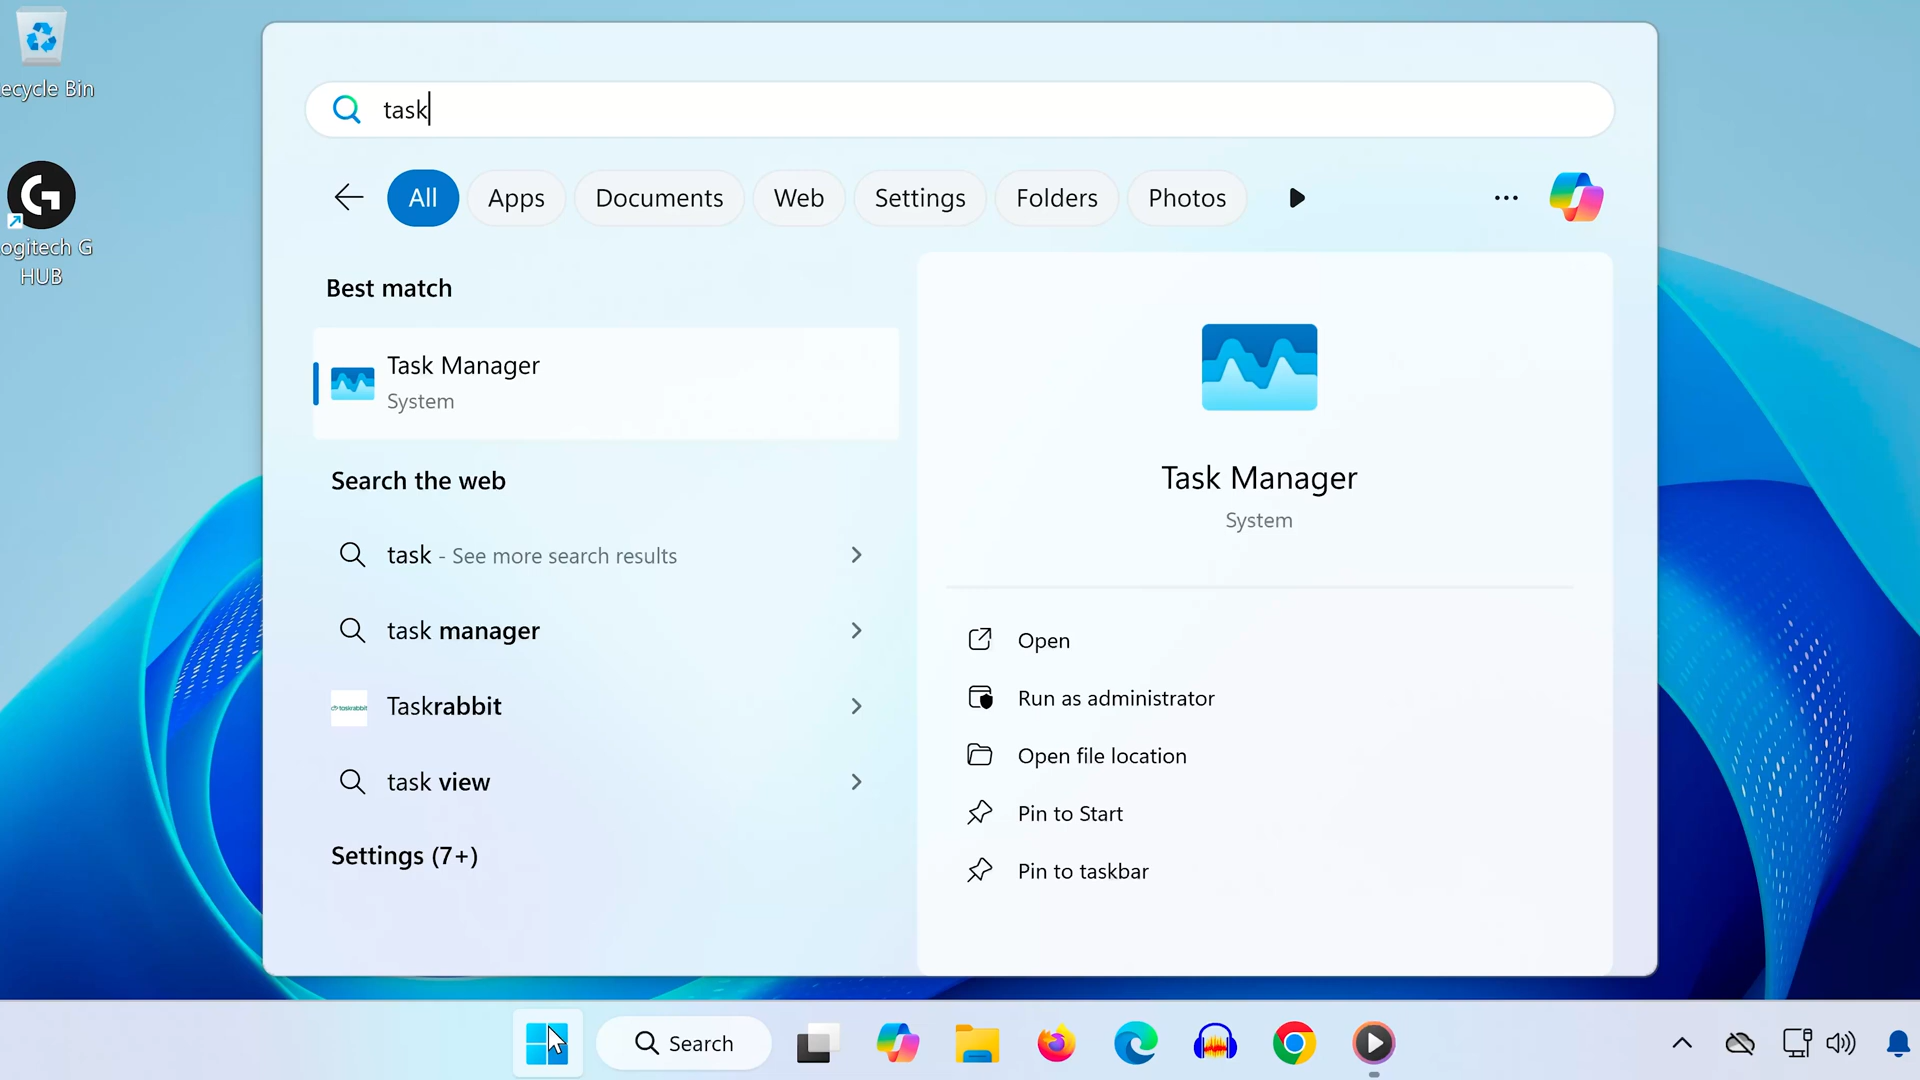 ecycle Bin
ogitech G
HUB
task
All
Apps
Documents
Web
Settings
Folders
Photos
Best match
Task Manager
System
Search the web
task - See more search results
task manager
taskrabbit
Taskrabbit
task view
Settings (7+)
Task Manager
System
Open
Run as administrator
Open file location
Pin to Start
Pin to taskbar
Search